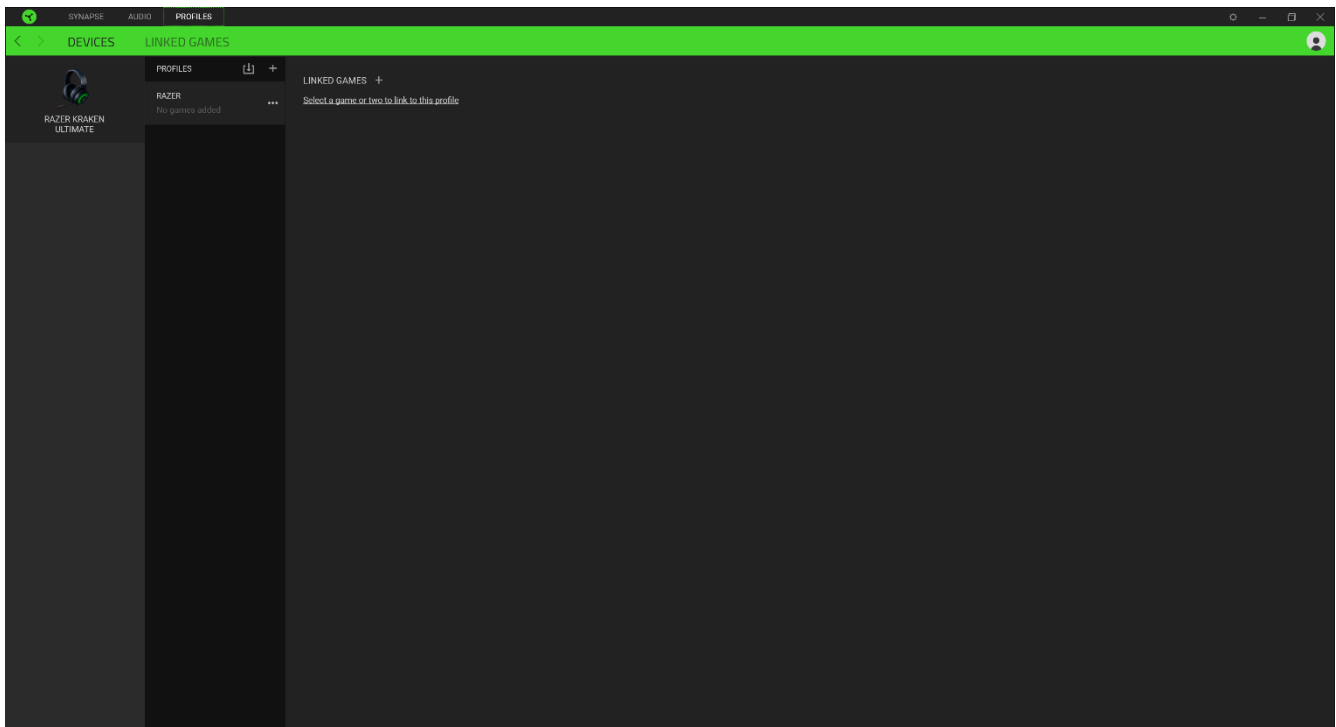 SYNAPSE AUDIO PROFILES
DEVICES LINKED GAMES
RAZER KRAKEN
ULTIMATE
PROFILES
RAZER
No games added
LINKED GAMES +
Select a game or two to link to this profile